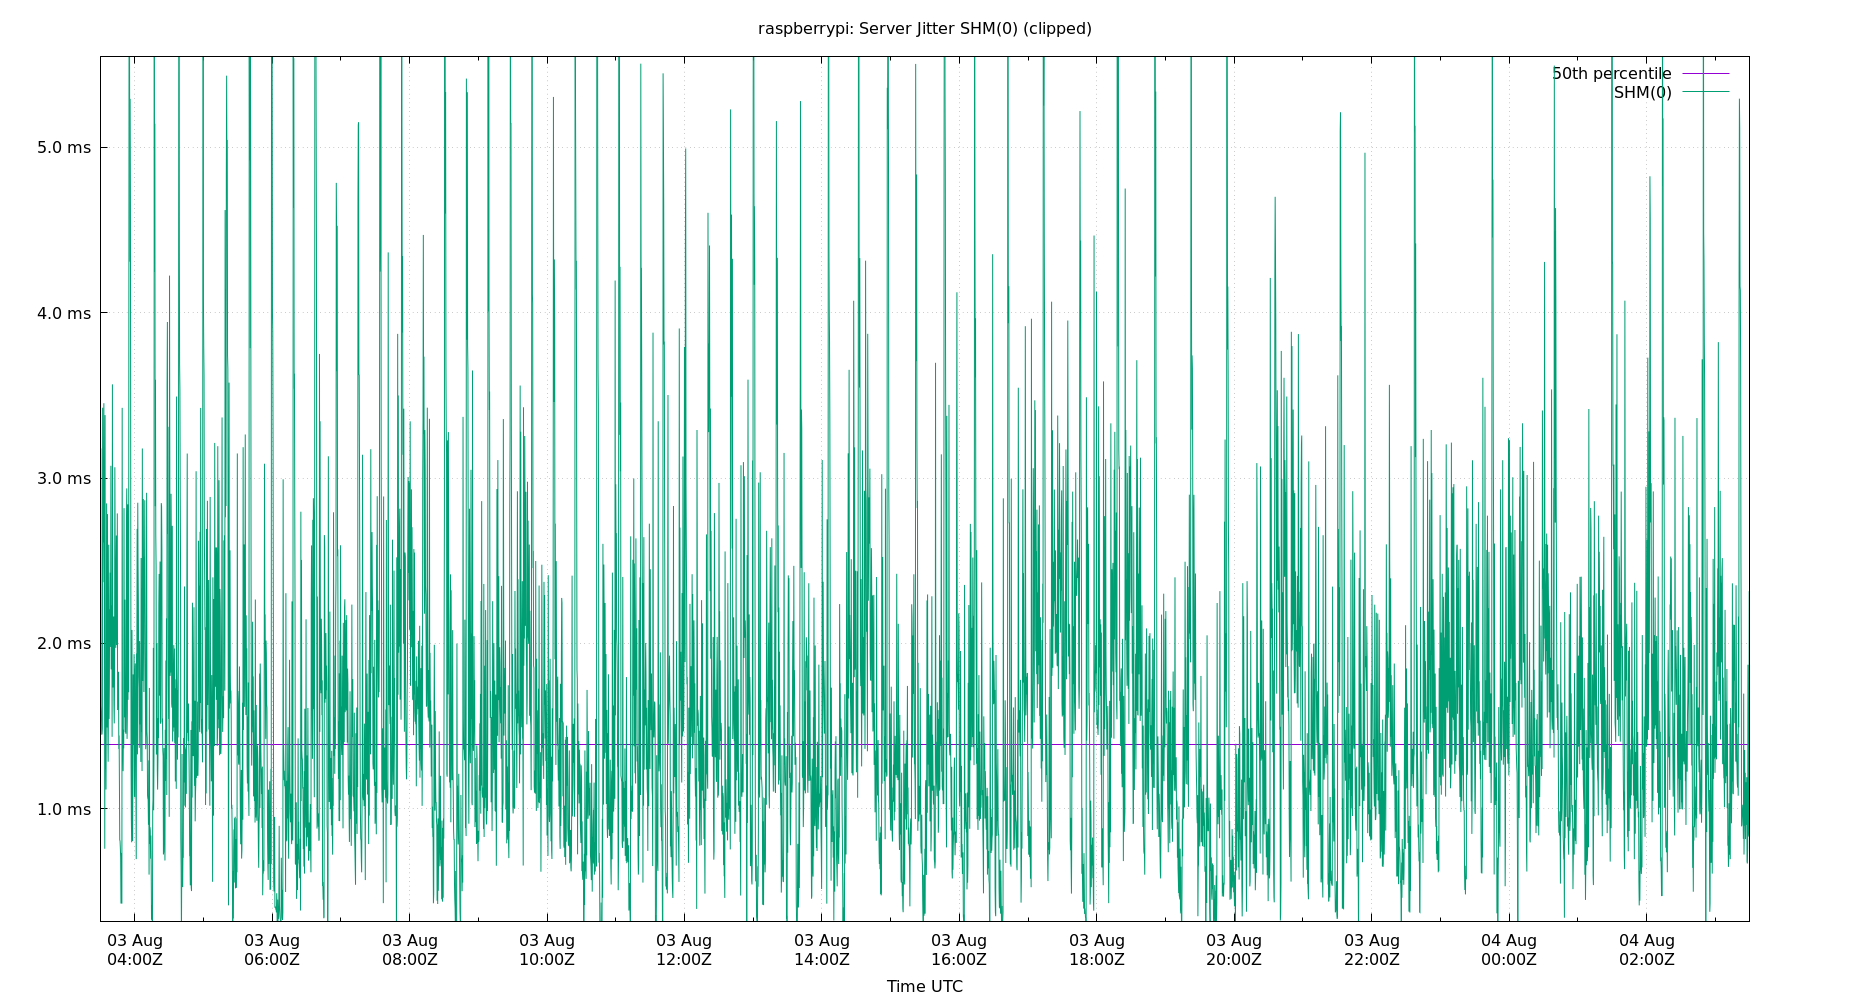 raspberrypi: Server Jitter SHM(0) (clipped)
50th percentile
SHM(0)
5.0 ms
4.0 ms
3.0 ms
2.0 ms
1.0 ms
03 Aug 03 Aug 03 Aug 03 Aug 03 Aug 03 Aug 03 Aug 03 Aug 03 Aug 03 Aug 04 Aug 04 Aug
04:00Z 06:00Z 08:00Z 10:00Z 12:00Z 14:00Z 16:00Z 18:00Z 20:00Z 22:00Z 00:00Z 02:00Z
Time UTC